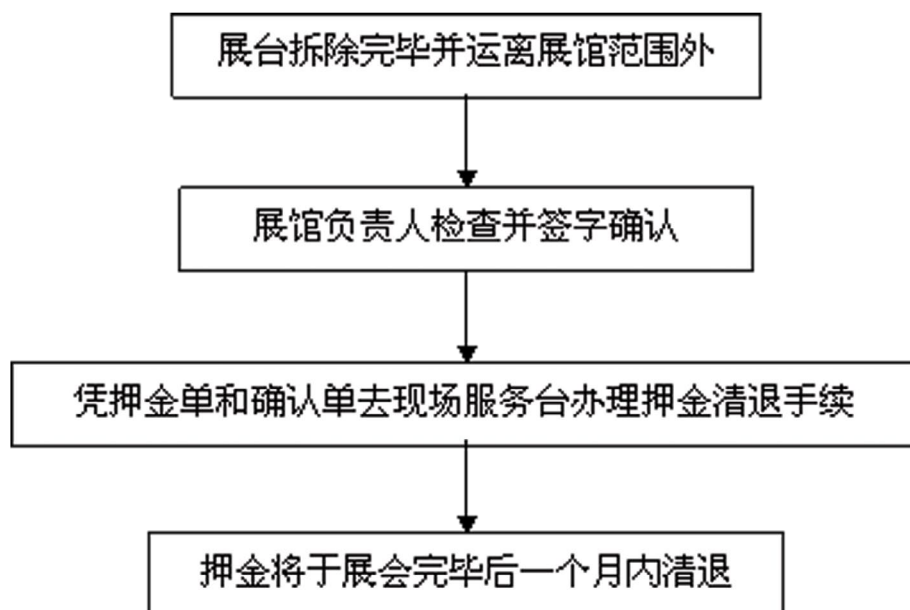 展台拆除完毕并运离展馆范围外
展馆负责人检查并签字确认
凭押金单和确认单去现场服务台办理押金清退手续
押金将于展会完毕后一个月内清退